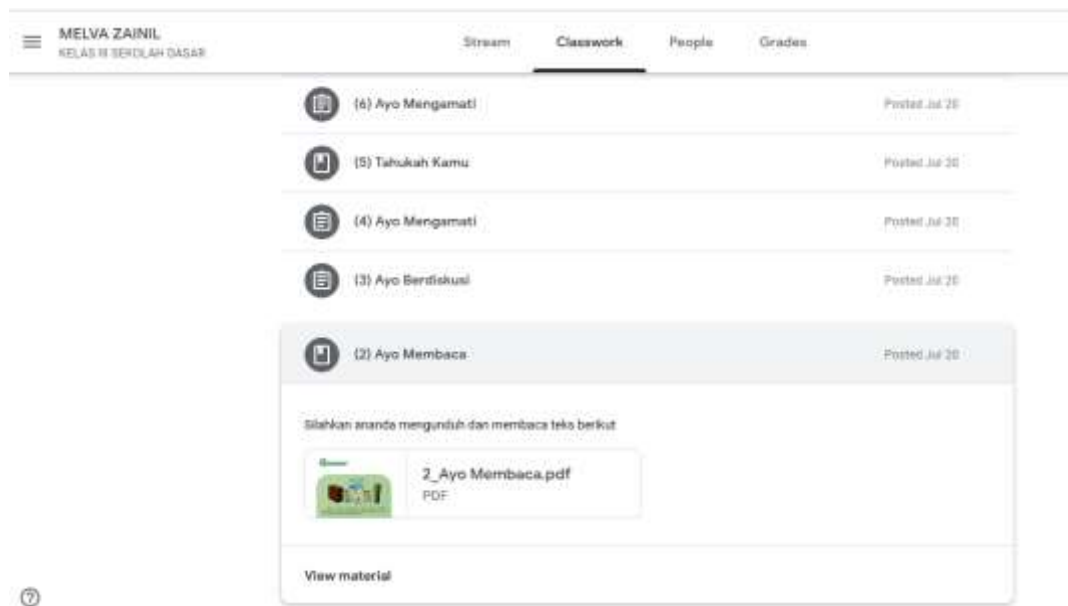 MELVA ZAINIL
KELAS III SEKOLAH DASAR
Stream
Classwork
People
Grades
(6) Ayo Mengamati
Posted Jul 20
(5) Tahukah Kamu
Posted Jul 20
(4) Ayo Mengamati
Posted Jul 20
(3) Ayo Berdiskusi
Posted Jul 20
(2) Ayo Membaca
Posted Jul 20
Silahkan ananda mengunduh dan membaca teks berikut
2_Ayo Membaca.pdf
PDF
View material